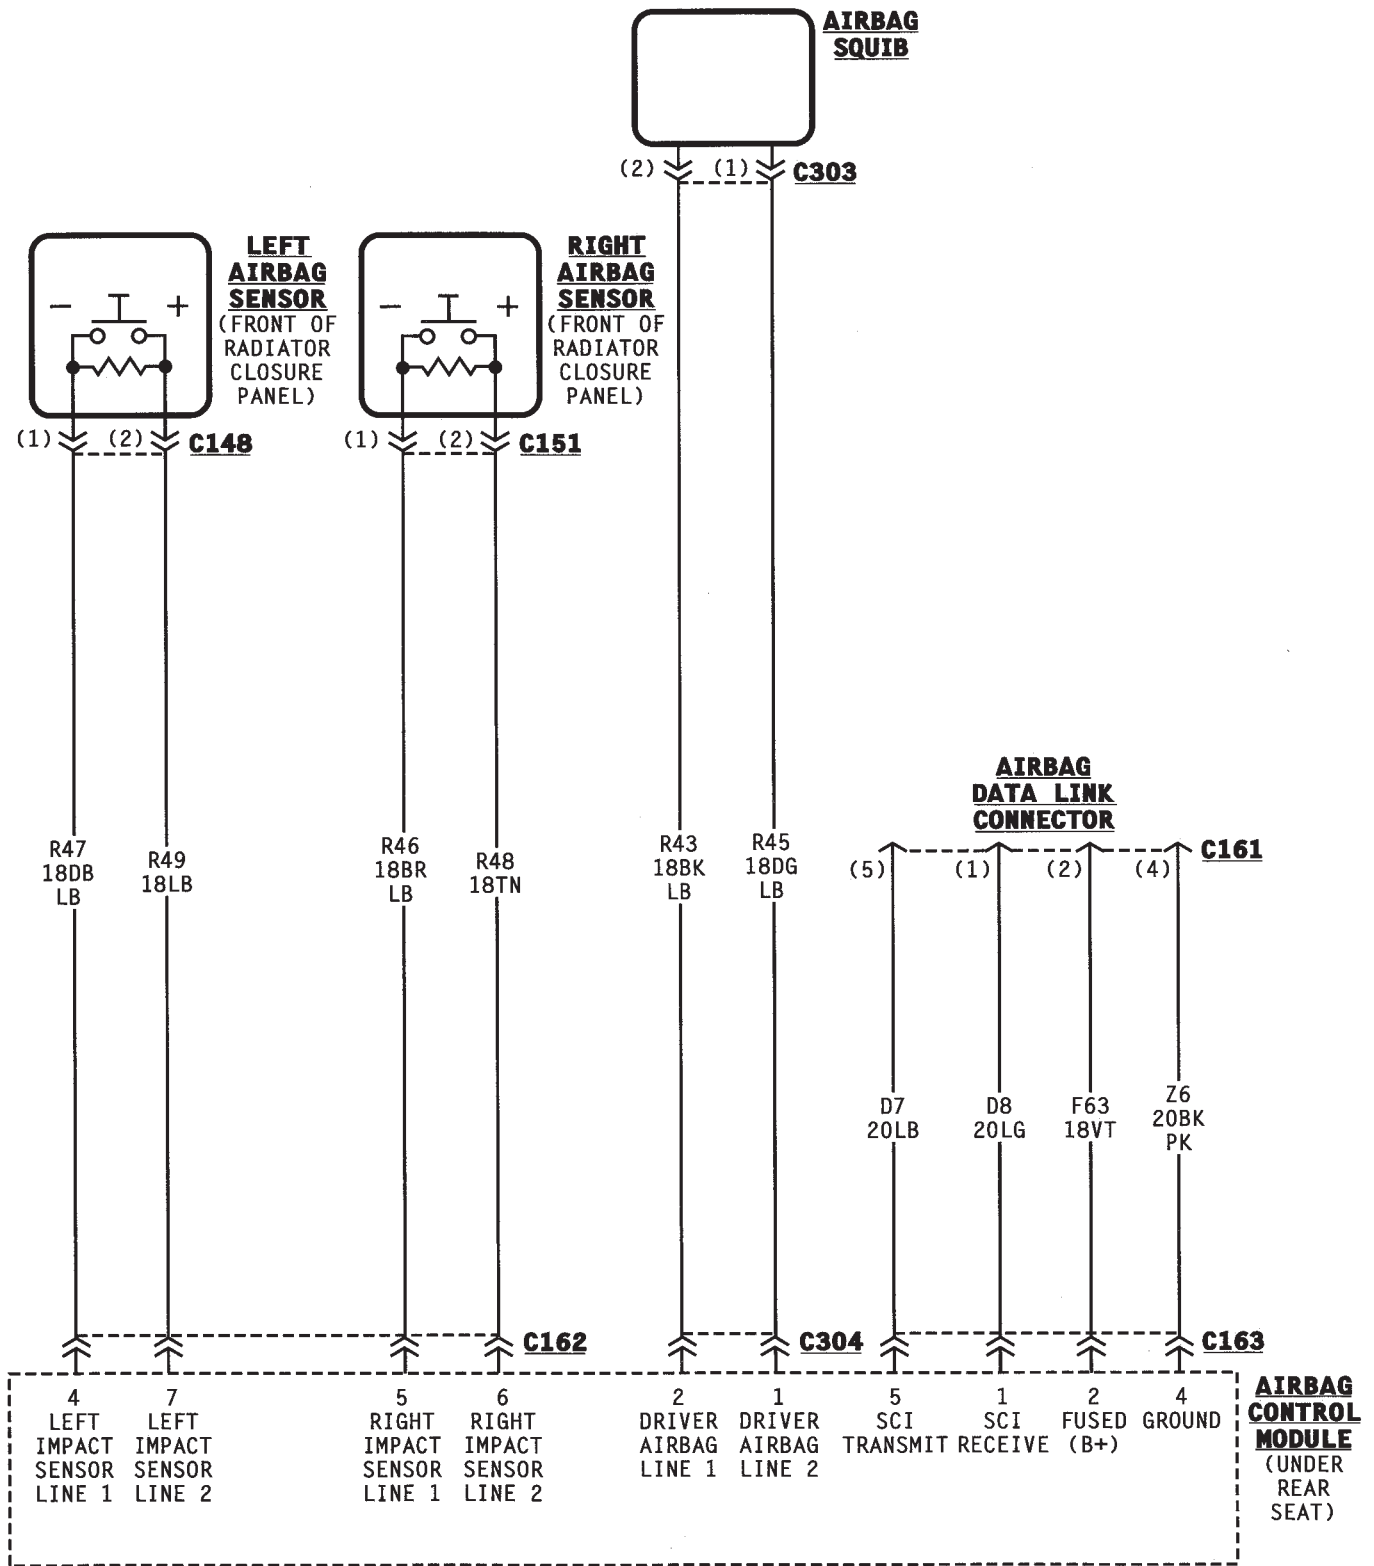 AIRBAG
SQUIB
(2)
(1)
C303
LEFT
AIRBAG
SENSOR
(FRONT OF
RADIATOR
CLOSURE
PANEL)
- +
RIGHT
AIRBAG
SENSOR
(FRONT OF
RADIATOR
CLOSURE
PANEL)
- +
(1)
(2)
C148
(1)
(2)
C151
AIRBAG
DATA LINK
CONNECTOR
C161
(5)
(1)
(2)
(4)
R47
18DB
LB
R49
18LB
R46
18BR
LB
R48
18TN
R43
18BK
LB
R45
18DG
LB
D7
20LB
D8
20LG
F63
18VT
Z6
20BK
PK
C162
C304
C163
4
LEFT
IMPACT
SENSOR
LINE 1
7
LEFT
IMPACT
SENSOR
LINE 2
5
RIGHT
IMPACT
SENSOR
LINE 1
6
RIGHT
IMPACT
SENSOR
LINE 2
2
DRIVER
AIRBAG
LINE 1
1
DRIVER
AIRBAG
LINE 2
5
SCI
TRANSMIT
1
SCI
RECEIVE
2
FUSED
(B+)
4
GROUND
AIRBAG
CONTROL
MODULE
(UNDER
REAR
SEAT)